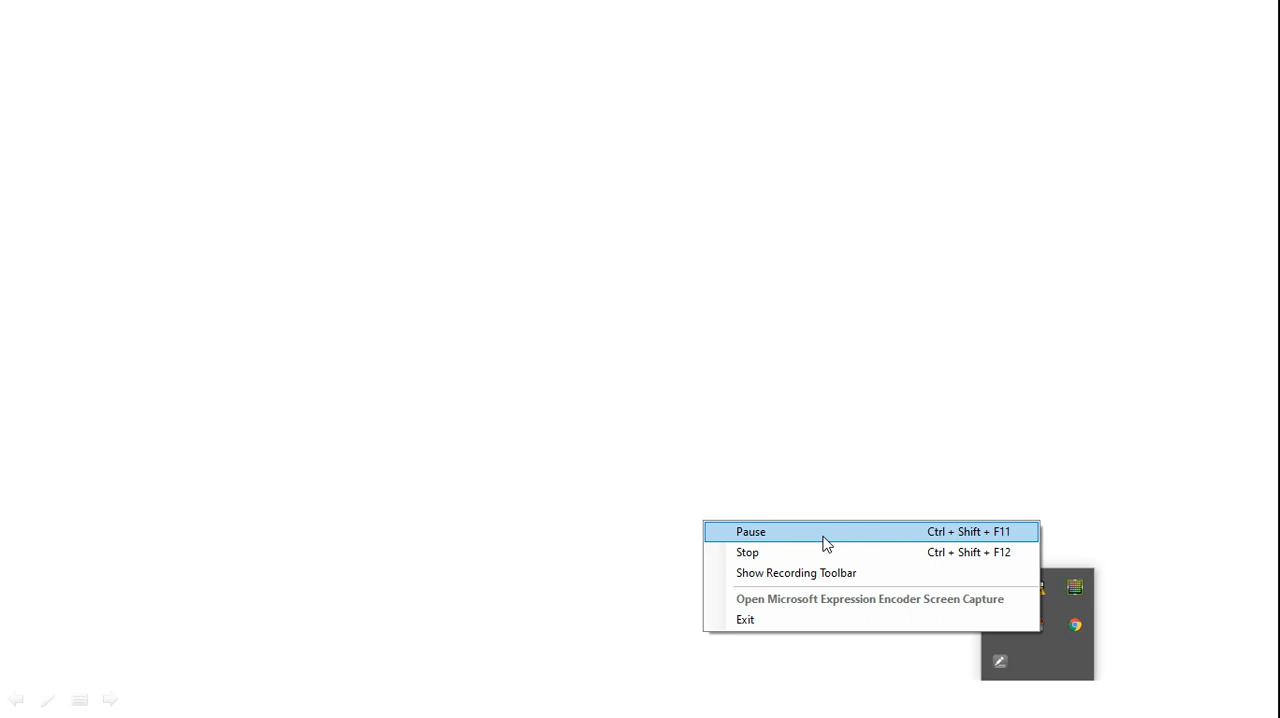 Pause Ctrl + Shift + F11
Stop Ctrl + Shift + F12
Show Recording Toolbar
Open Microsoft Expression Encoder Screen Capture
Exit